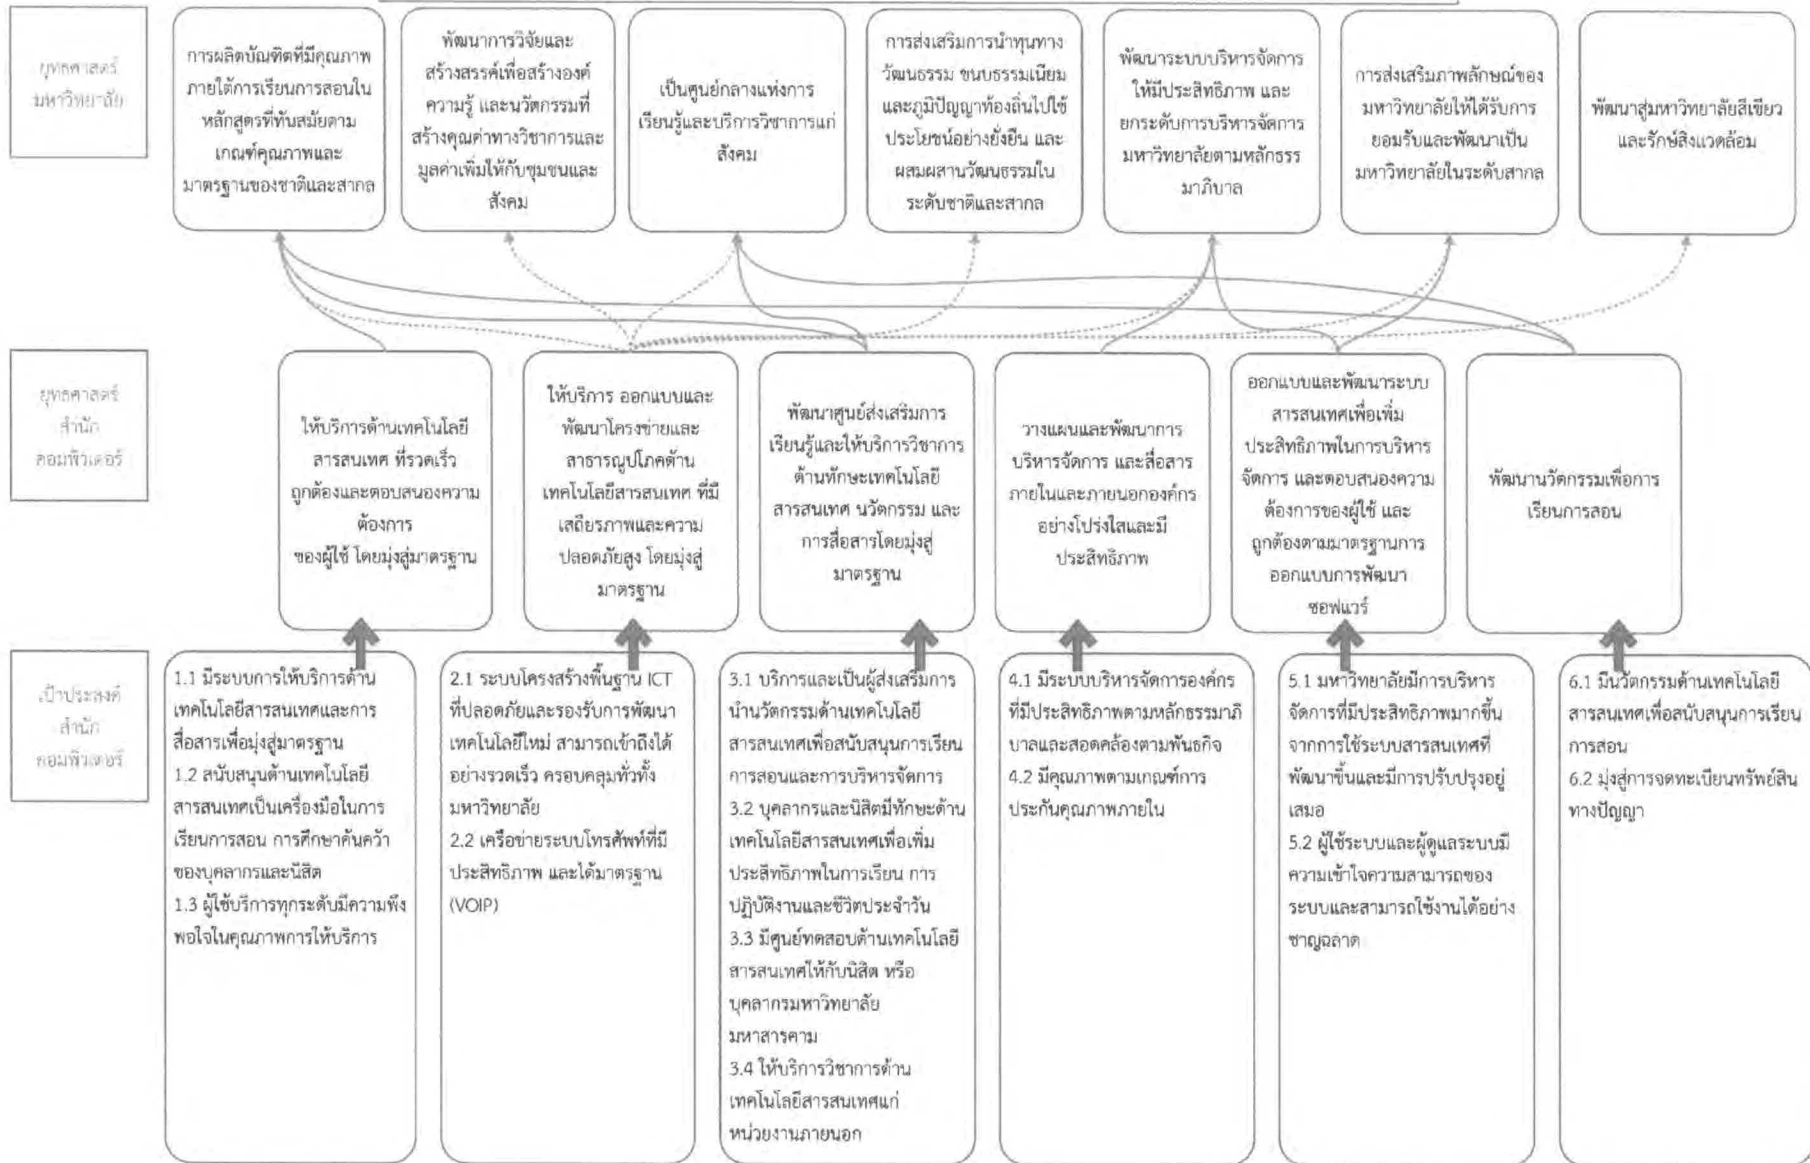 ยุทธศาสตร์
มหาวิทยาลัย
การผลิตบัณฑิตที่มีคุณภาพ
ภายใต้การเรียนการสอนใน
หลักสูตรที่ทันสมัยตาม
เกณฑ์คุณภาพและ
มาตรฐานของชาติและสากล
พัฒนาการวิจัยและ
สร้างสรรค์เพื่อสร้างองค์
ความรู้ และนวัตกรรมที่
สร้างคุณค่าทางวิชาการและ
มูลค่าเพิ่มให้กับชุมชนและ
สังคม
เป็นศูนย์กลางแห่งการ
เรียนรู้และบริการวิชาการแก่
สังคม
การส่งเสริมการนำทุนทาง
วัฒนธรรม ขนบธรรมเนียม
และภูมิปัญญาท้องถิ่นไปใช้
ประโยชน์อย่างยั่งยืน และ
ผสมผสานวัฒนธรรมใน
ระดับชาติและสากล
พัฒนาระบบบริหารจัดการ
ให้มีประสิทธิภาพ และ
ยกระดับการบริหารจัดการ
มหาวิทยาลัยตามหลักธรร
มาภิบาล
การส่งเสริมภาพลักษณ์ของ
มหาวิทยาลัยให้ได้รับการ
ยอมรับและพัฒนาเป็น
มหาวิทยาลัยในระดับสากล
พัฒนาสู่มหาวิทยาลัยสีเขียว
และรักษ์สิ่งแวดล้อม
ยุทธศาสตร์
สำนัก
คอมพิวเตอร์
ให้บริการด้านเทคโนโลยี
สารสนเทศ ที่รวดเร็ว
ถูกต้องและตอบสนองความ
ต้องการ
ของผู้ใช้ โดยมุ่งสู่มาตรฐาน
ให้บริการ ออกแบบและ
พัฒนาโครงข่ายและ
สาธารณูปโภคด้าน
เทคโนโลยีสารสนเทศ ที่มี
เสถียรภาพและความ
ปลอดภัยสูง โดยมุ่งสู่
มาตรฐาน
พัฒนาศูนย์ส่งเสริมการ
เรียนรู้และให้บริการวิชาการ
ด้านทักษะเทคโนโลยี
สารสนเทศ นวัตกรรม และ
การสื่อสารโดยมุ่งสู่
มาตรฐาน
วางแผนและพัฒนาการ
บริหารจัดการ และสื่อสาร
ภายในและภายนอกองค์กร
อย่างโปร่งใสและมี
ประสิทธิภาพ
ออกแบบและพัฒนาระบบ
สารสนเทศเพื่อเพิ่ม
ประสิทธิภาพในการบริหาร
จัดการ และตอบสนองความ
ต้องการของผู้ใช้ และ
ถูกต้องตามมาตรฐานการ
ออกแบบการพัฒนา
ซอฟแวร์
พัฒนานวัตกรรมเพื่อการ
เรียนการสอน
เป้าประสงค์
สำนัก
คอมพิวเตอร์
1.1 มีระบบการให้บริการด้าน
เทคโนโลยีสารสนเทศและการ
สื่อสารเพื่อมุ่งสู่มาตรฐาน
1.2 สนับสนุนด้านเทคโนโลยี
สารสนเทศเป็นเครื่องมือในการ
เรียนการสอน การศึกษาค้นคว้า
ของบุคลากรและนิสิต
1.3 ผู้ใช้บริการทุกระดับมีความพึง
พอใจในคุณภาพการให้บริการ
2.1 ระบบโครงสร้างพื้นฐาน ICT
ที่ปลอดภัยและรองรับการพัฒนา
เทคโนโลยีใหม่ สามารถเข้าถึงได้
อย่างรวดเร็ว ครอบคลุมทั่วทั้ง
มหาวิทยาลัย
2.2 เครือข่ายระบบโทรศัพท์ที่มี
ประสิทธิภาพ และได้มาตรฐาน
(VOIP)
3.1 บริการและเป็นผู้ส่งเสริมการ
นำนวัตกรรมด้านเทคโนโลยี
สารสนเทศเพื่อสนับสนุนการเรียน
การสอนและการบริหารจัดการ
3.2 บุคลากรและนิสิตมีทักษะด้าน
เทคโนโลยีสารสนเทศเพื่อเพิ่ม
ประสิทธิภาพในการเรียน การ
ปฏิบัติงานและชีวิตประจำวัน
3.3 มีศูนย์ทดสอบด้านเทคโนโลยี
สารสนเทศให้กับนิสิต หรือ
บุคลากรมหาวิทยาลัย
มหาสารคาม
3.4 ให้บริการวิชาการด้าน
เทคโนโลยีสารสนเทศแก่
หน่วยงานภายนอก
4.1 มีระบบบริหารจัดการองค์กร
ที่มีประสิทธิภาพตามหลักธรรมาภิ
บาลและสอดคล้องตามพันธกิจ
4.2 มีคุณภาพตามเกณฑ์การ
ประกันคุณภาพภายใน
5.1 มหาวิทยาลัยมีการบริหาร
จัดการที่มีประสิทธิภาพมากขึ้น
จากการใช้ระบบสารสนเทศที่
พัฒนาขึ้นและมีการปรับปรุงอยู่
เสมอ
5.2 ผู้ใช้ระบบและผู้ดูแลระบบมี
ความเข้าใจความสามารถของ
ระบบและสามารถใช้งานได้อย่าง
ชาญฉลาด
6.1 มีนวัตกรรมด้านเทคโนโลยี
สารสนเทศเพื่อสนับสนุนการเรียน
การสอน
6.2 มุ่งสู่การจดทะเบียนทรัพย์สิน
ทางปัญญา